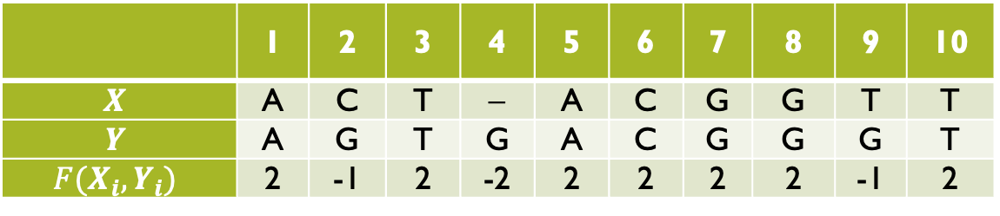 1 2 3 4 5 6 7 8 9 10
X A C T – A C G G T T
Y A G T G A C G G G T
F(Xi, Yi) 2 -1 2 -2 2 2 2 2 -1 2